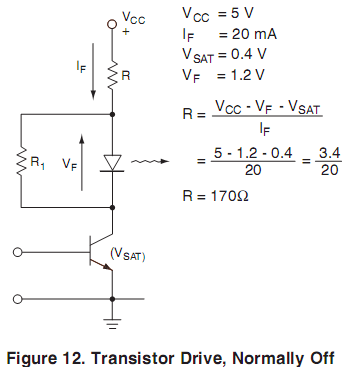 VCC
+
IF
R
R1
VF
(VSAT)
VCC = 5 V
IF = 20 mA
VSAT = 0.4 V
VF = 1.2 V
R = VCC - VF - VSAT
IF
= 5 - 1.2 - 0.4 = 3.4
20 20
R = 170Ω
Figure 12. Transistor Drive, Normally Off